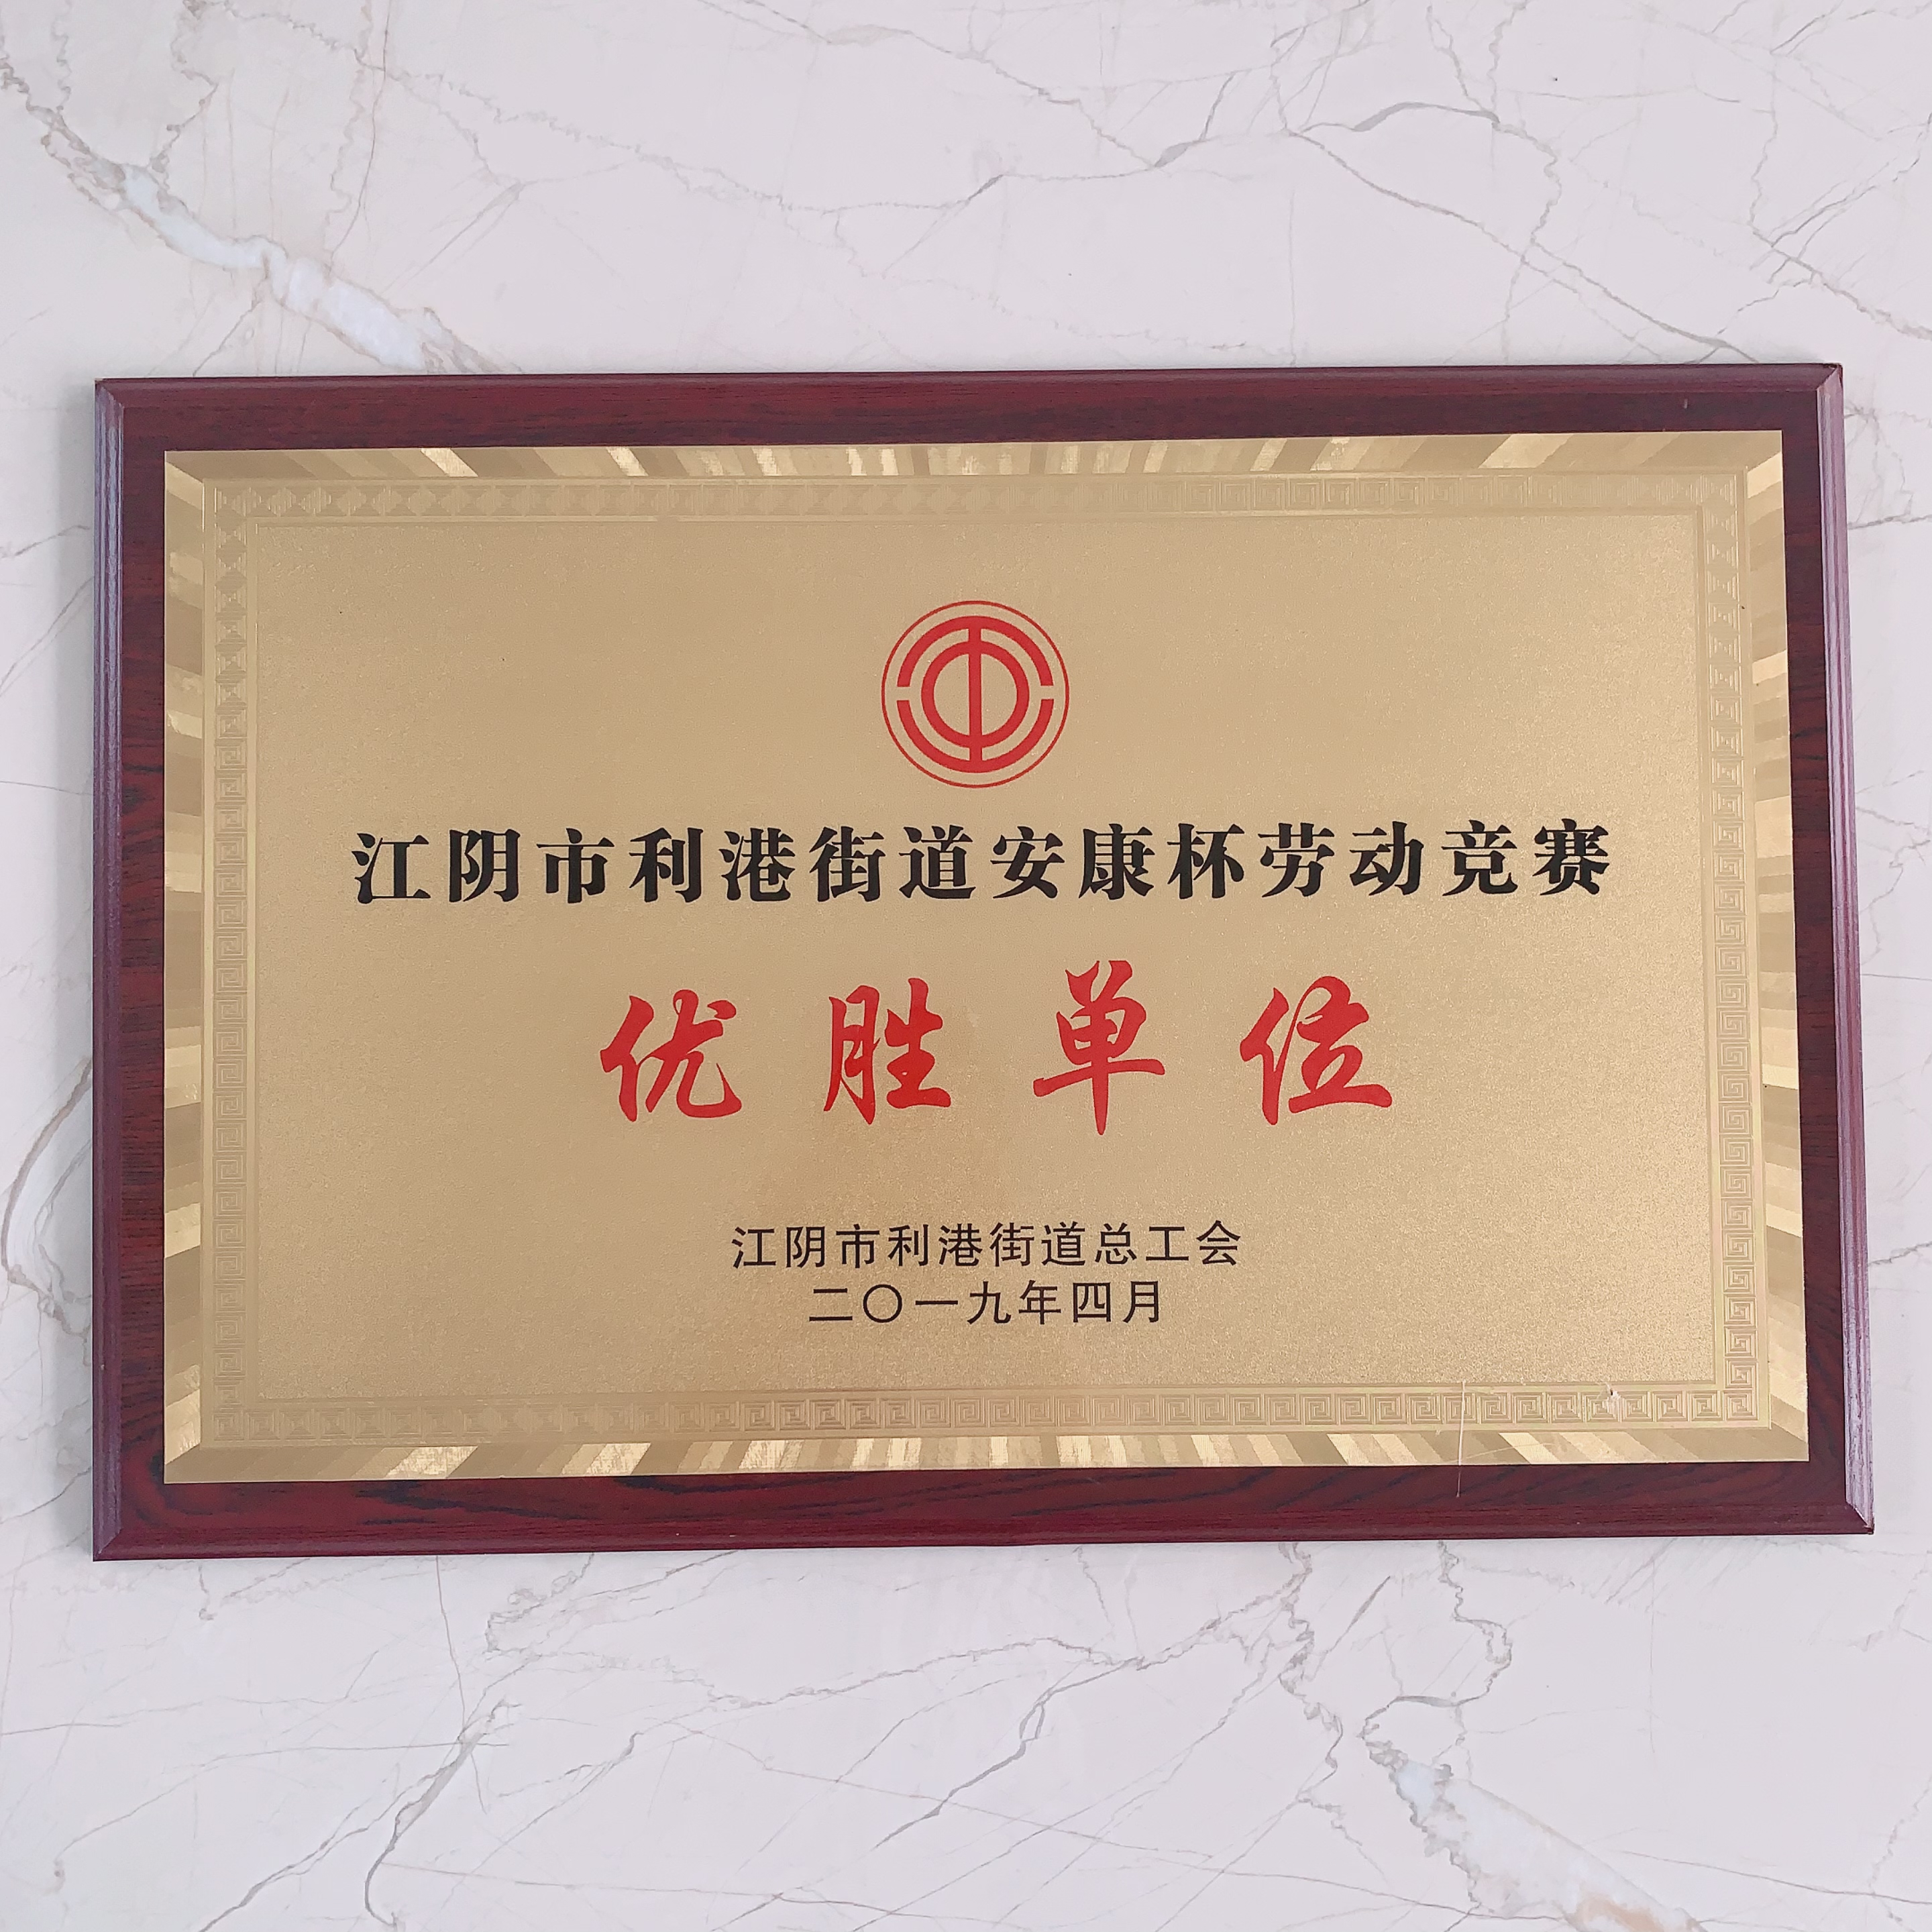 江阴市利港街道安康杯劳动竞赛
优胜单位
江阴市利港街道总工会
二〇一九年四月